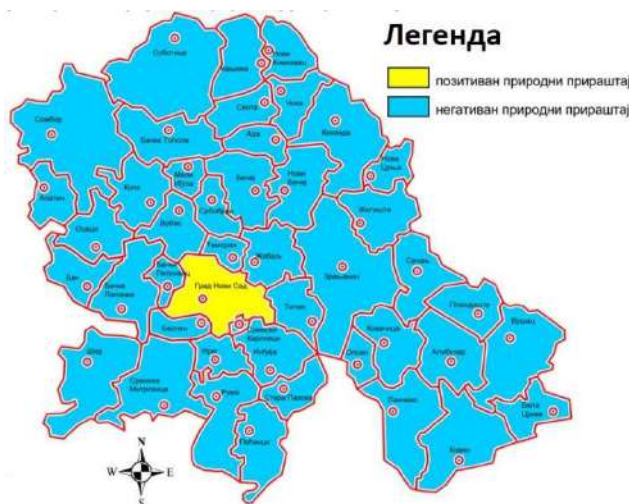 Легенда
позитиван природни прираштај
негативан природни прираштај
Суботица
Кањижа
Нови Кнежевац
Сента
Чока
Сомбор
Бачка Топола
Ада
Кикинда
Мали Иђош
Нова Црња
Апатин
Кула
Бечеј
Нови Бечеј
Србобран
Врбас
Житиште
Оџаци
Темерин
Жабаљ
Сечањ
Бач
Бачка Паланка
Бачки Петровац
Град Нови Сад
Зрењанин
Тител
Пландиште
Беочин
Сремски Карловци
Ковачица
Вршац
Шид
Ириг
Инђија
Опово
Алибунар
Сремска Митровица
Рума
Стара Пазова
Панчево
Бела Црква
Пећинци
Ковин
N
W
E
S